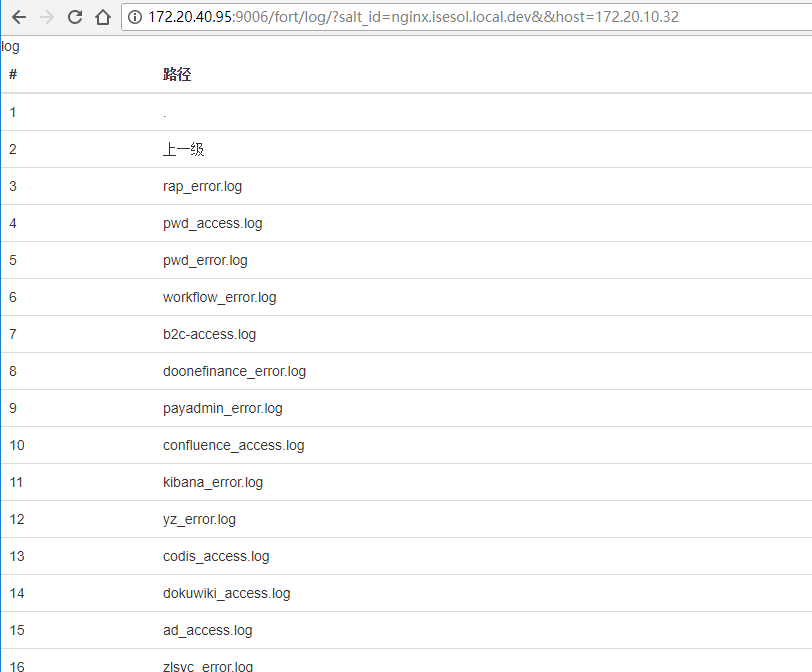 172.20.40.95:9006/fort/log/?salt_id=nginx.isesol.local.dev&&host=172.20.10.32
log
# 路径
1 .
2 上一级
3 rap_error.log
4 pwd_access.log
5 pwd_error.log
6 workflow_error.log
7 b2c-access.log
8 doonefinance_error.log
9 payadmin_error.log
10 confluence_access.log
11 kibana_error.log
12 yz_error.log
13 codis_access.log
14 dokuwiki_access.log
15 ad_access.log
16 zlsvc_error.log